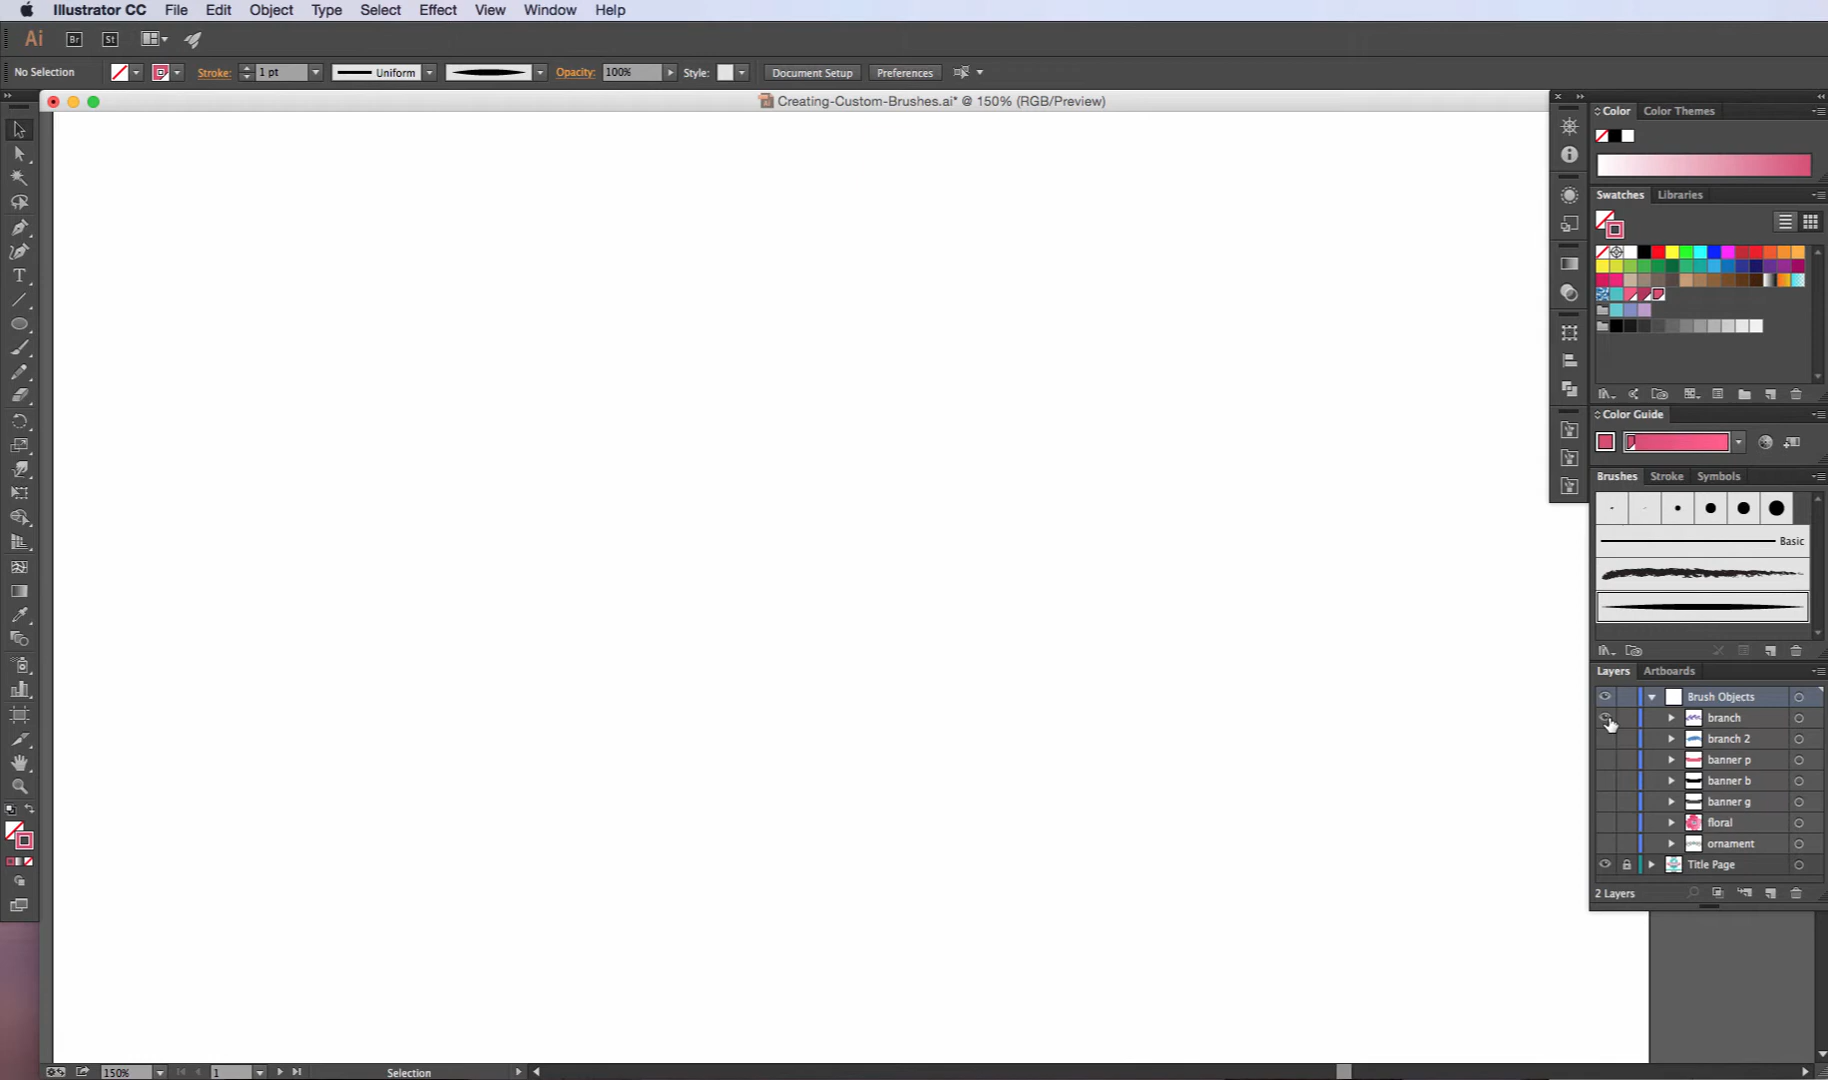 Illustrator CC File Edit Object Type Select Effect View Window Help
Ai Br St
No Selection Stroke: 1 pt Uniform Opacity: 100% Style: Document Setup Preferences
Creating-Custom-Brushes.ai* @ 150% (RGB/Preview)
Color Color Themes
Swatches Libraries
Color Guide
Brushes Stroke Symbols
Basic
Layers Artboards
Brush Objects
branch
branch 2
banner p
banner b
banner g
floral
ornament
Title Page
2 Layers
150% 1 Selection